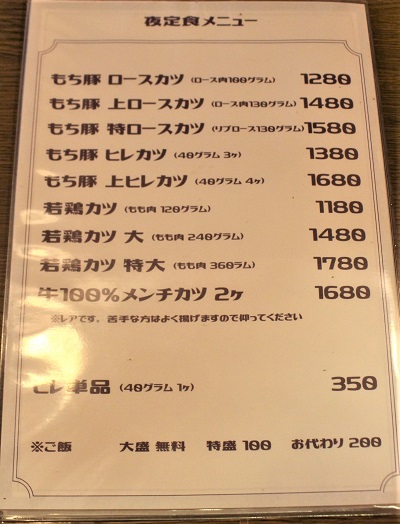 夜定食メニュー
もち豚 ロースカツ (ロース肉100グラム) 1280
もち豚 上ロースカツ (ロース肉130グラム) 1480
もち豚 特ロースカツ (リブロース130グラム) 1580
もち豚 ヒレカツ (40グラム 3ヶ) 1380
もち豚 上ヒレカツ (40グラム 4ヶ) 1680
若鶏カツ (もも肉 120グラム) 1180
若鶏カツ 大 (もも肉 240グラム) 1480
若鶏カツ 特大 (もも肉 360グラム) 1780
牛100%メンチカツ 2ヶ 1680
※レアです。苦手な方はよく揚げますので仰ってください
ヒレ単品 (40グラム 1ヶ) 350
※ご飯 大盛 無料 特盛 100 お代わり 200